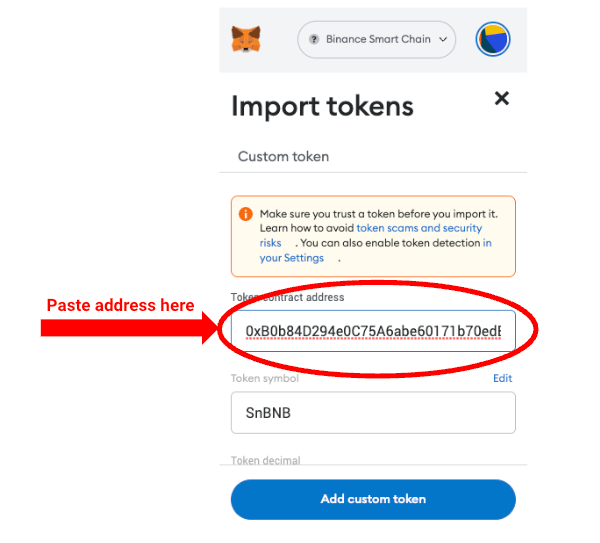 ? Binance Smart Chain
Import tokens
Custom token
Make sure you trust a token before you import it.
Learn how to avoid token scams and security
risks . You can also enable token detection in
your Settings .
Paste address here
Token contract address
0xB0b84D294e0C75A6abe60171b70edE
Token symbol Edit
SnBNB
Token decimal
Add custom token